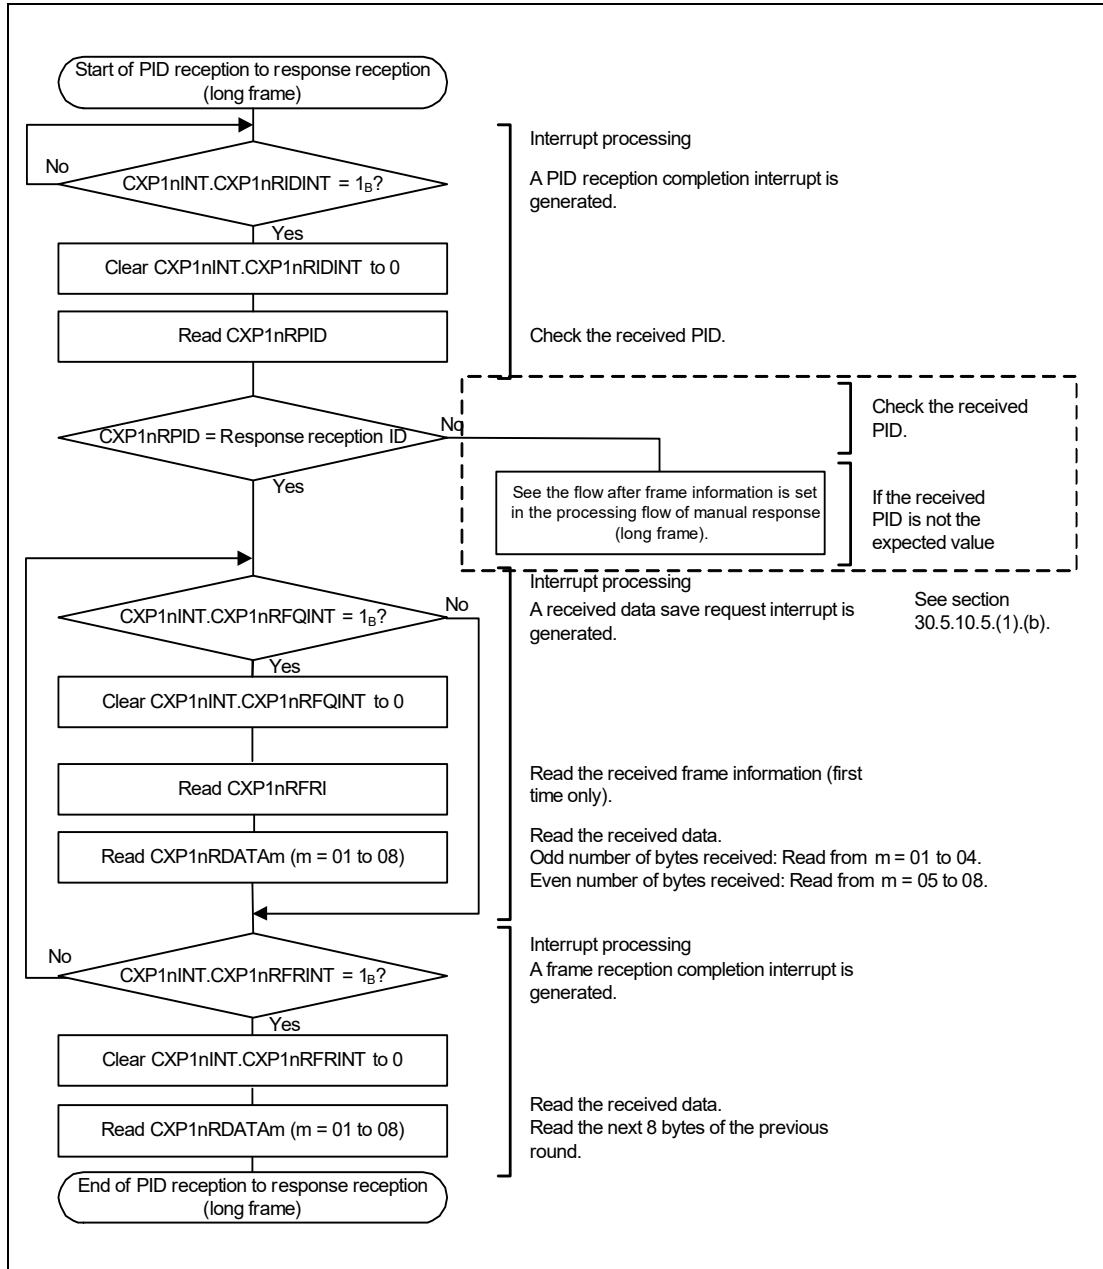 Start of PID reception to response reception
(long frame)
Interrupt processing
No
CXP1nINT.CXP1nRIDINT = 1B?
A PID reception completion interrupt is
generated.
Yes
Clear CXP1nINT.CXP1nRIDINT to 0
Read CXP1nRPID
Check the received PID.
Check the received
PID.
CXP1nRPID = Response reception ID
No
Yes
See the flow after frame information is set
in the processing flow of manual response
(long frame).
If the received
PID is not the
expected value
Interrupt processing
CXP1nINT.CXP1nRFQINT = 1B?
No
A received data save request interrupt is
generated.
See section
30.5.10.5.(1).(b).
Yes
Clear CXP1nINT.CXP1nRFQINT to 0
Read CXP1nRFRI
Read the received frame information (first
time only).
Read CXP1nRDATAm (m = 01 to 08)
Read the received data.
Odd number of bytes received: Read from m = 01 to 04.
Even number of bytes received: Read from m = 05 to 08.
No
CXP1nINT.CXP1nRFRINT = 1B?
Interrupt processing
A frame reception completion interrupt is
generated.
Yes
Clear CXP1nINT.CXP1nRFRINT to 0
Read CXP1nRDATAm (m = 01 to 08)
Read the received data.
Read the next 8 bytes of the previous
round.
End of PID reception to response reception
(long frame)